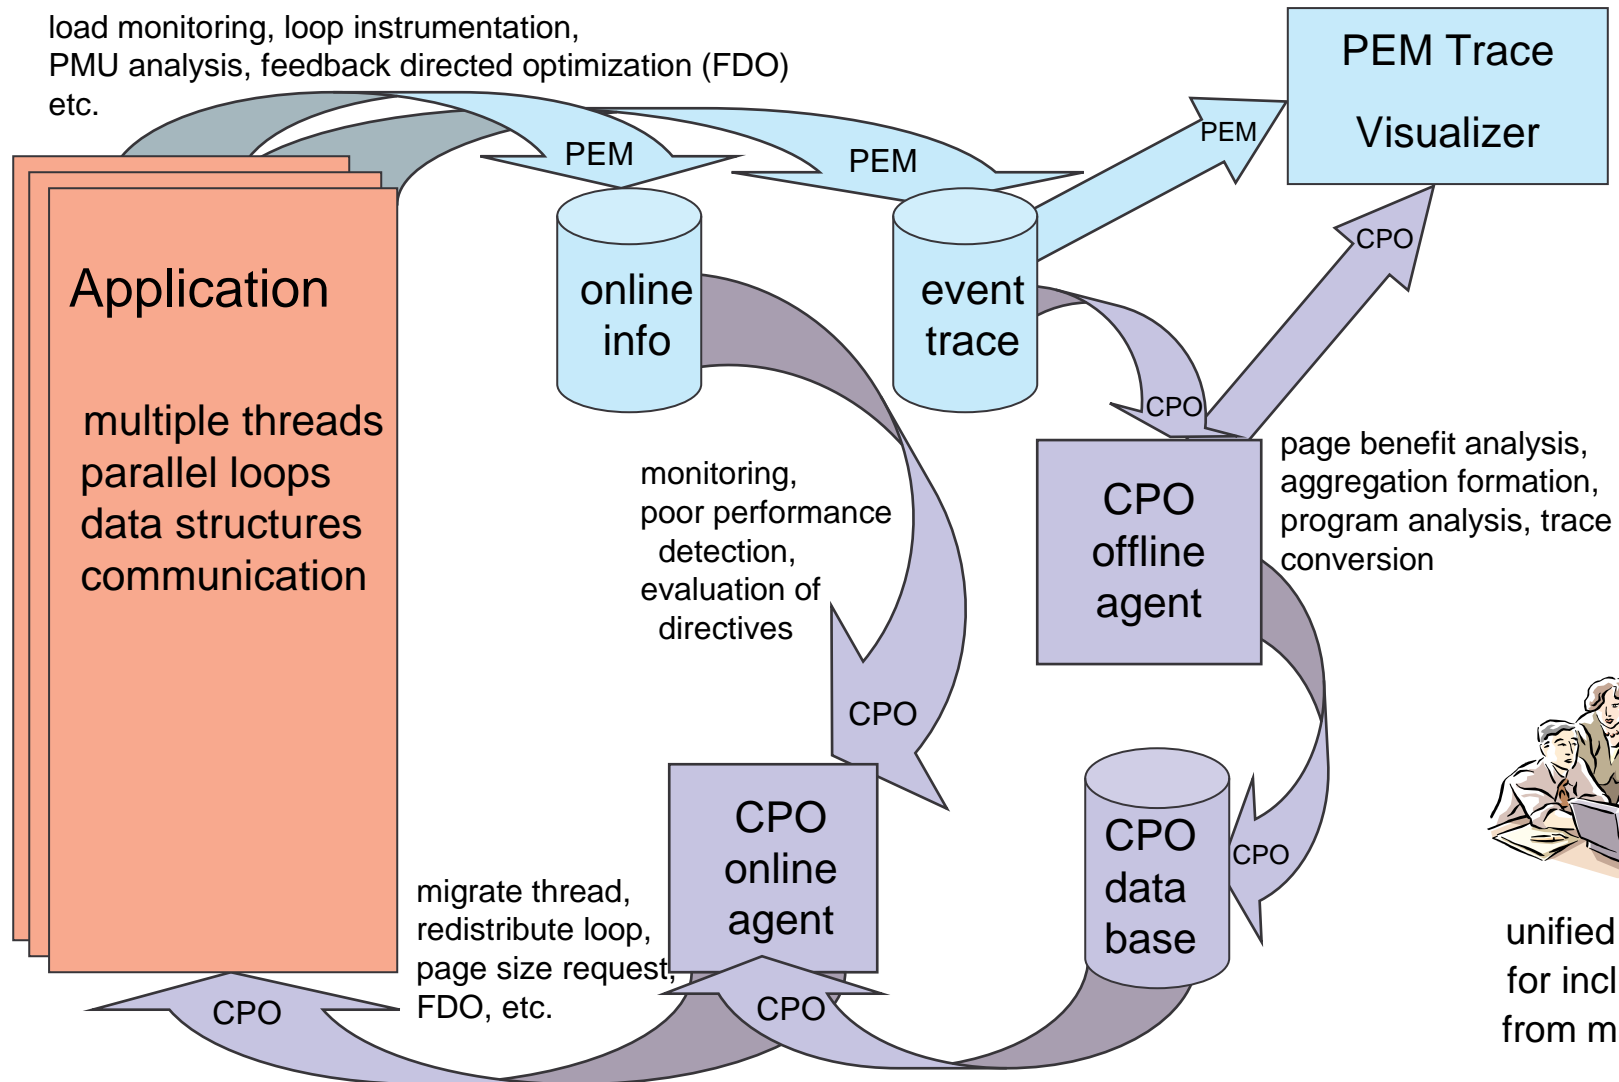 load monitoring, loop instrumentation,
PMU analysis, feedback directed optimization (FDO)
etc.
PEM Trace
Visualizer
PEM
PEM
PEM
CPO
Application
multiple threads
parallel loops
data structures
communication
online
info
event
trace
CPO
monitoring,
poor performance
detection,
evaluation of
directives
CPO
offline
agent
page benefit analysis,
aggregation formation,
program analysis, trace
conversion
CPO
CPO
online
agent
CPO
data
base
CPO
migrate thread,
redistribute loop,
page size request,
FDO, etc.
CPO
CPO
unified
for incl
from m